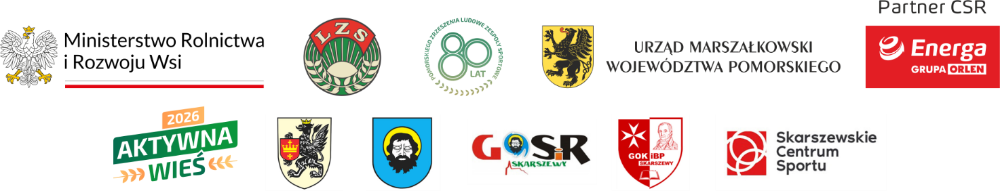 Partner CSR
Ministerstwo Rolnictwa
i Rozwoju Wsi
LZS
POMORSKIEGO ZRZESZENIA LUDOWE ZESPOŁY SPORTOWE
80
LAT
URZĄD MARSZAŁKOWSKI
WOJEWÓDZTWA POMORSKIEGO
Energa
GRUPA ORLEN
2026
AKTYWNA
WIEŚ
GOSiR
SKARSZEWY
GOK iBP
SKARSZEWY
Skarszewskie
Centrum
Sportu